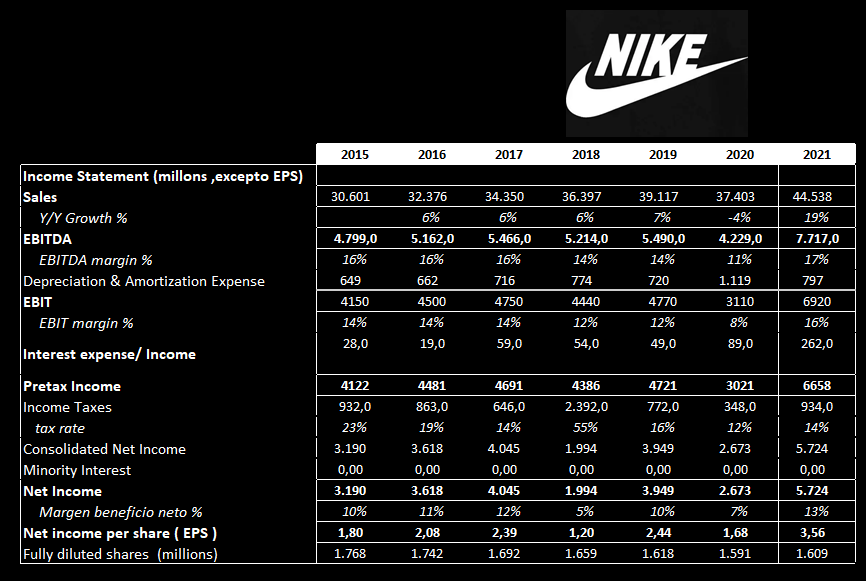 NIKE
2015 2016 2017 2018 2019 2020 2021
Income Statement (millons ,excepto EPS)
Sales 30.601 32.376 34.350 36.397 39.117 37.403 44.538
Y/Y Growth % 6% 6% 6% 7% -4% 19%
EBITDA 4.799,0 5.162,0 5.466,0 5.214,0 5.490,0 4.229,0 7.717,0
EBITDA margin % 16% 16% 16% 14% 14% 11% 17%
Depreciation & Amortization Expense 649 662 716 774 720 1.119 797
EBIT 4150 4500 4750 4440 4770 3110 6920
EBIT margin % 14% 14% 14% 12% 12% 8% 16%
Interest expense/ Income 28,0 19,0 59,0 54,0 49,0 89,0 262,0
Pretax Income 4122 4481 4691 4386 4721 3021 6658
Income Taxes 932,0 863,0 646,0 2.392,0 772,0 348,0 934,0
tax rate 23% 19% 14% 55% 16% 12% 14%
Consolidated Net Income 3.190 3.618 4.045 1.994 3.949 2.673 5.724
Minority Interest 0,00 0,00 0,00 0,00 0,00 0,00 0,00
Net Income 3.190 3.618 4.045 1.994 3.949 2.673 5.724
Margen beneficio neto % 10% 11% 12% 5% 10% 7% 13%
Net income per share ( EPS ) 1,80 2,08 2,39 1,20 2,44 1,68 3,56
Fully diluted shares (millions) 1.768 1.742 1.692 1.659 1.618 1.591 1.609